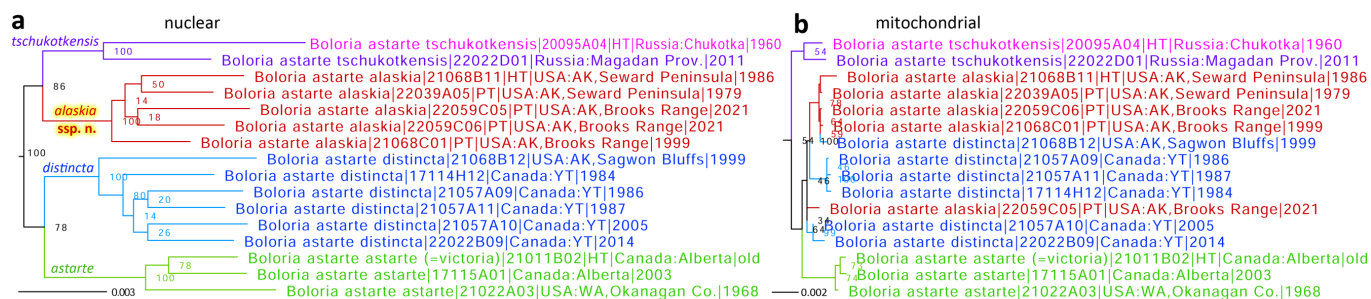 a nuclear
tschukotkensis
100
Boloria astarte tschukotkensis|20095A04|HT|Russia:Chukotka|1960
Boloria astarte tschukotkensis|22022D01|Russia:Magadan Prov.|2011
86
alaskia
ssp. n.
50
14
100
18
Boloria astarte alaskia|21068B11|HT|USA:AK,Seward Peninsula|1986
Boloria astarte alaskia|22039A05|PT|USA:AK,Seward Peninsula|1979
Boloria astarte alaskia|22059C05|PT|USA:AK,Brooks Range|2021
Boloria astarte alaskia|22059C06|PT|USA:AK,Brooks Range|2021
Boloria astarte alaskia|21068C01|PT|USA:AK,Brooks Range|1999
100
distincta
100
80
20
14
26
Boloria astarte distincta|21068B12|USA:AK,Sagwon Bluffs|1999
Boloria astarte distincta|17114H12|Canada:YT|1984
Boloria astarte distincta|21057A09|Canada:YT|1986
Boloria astarte distincta|21057A11|Canada:YT|1987
Boloria astarte distincta|21057A10|Canada:YT|2005
Boloria astarte distincta|22022B09|Canada:YT|2014
78
astarte
78
100
Boloria astarte astarte (=victoria)|21011B02|HT|Canada:Alberta|old
Boloria astarte astarte|17115A01|Canada:Alberta|2003
Boloria astarte astarte|21022A03|USA:WA,Okanagan Co.|1968
0.003
b mitochondrial
54
Boloria astarte tschukotkensis|20095A04|HT|Russia:Chukotka|1960
Boloria astarte tschukotkensis|22022D01|Russia:Magadan Prov.|2011
Boloria astarte alaskia|21068B11|HT|USA:AK,Seward Peninsula|1986
Boloria astarte alaskia|22039A05|PT|USA:AK,Seward Peninsula|1979
78
Boloria astarte alaskia|22059C06|PT|USA:AK,Brooks Range|2021
Boloria astarte alaskia|21068C01|PT|USA:AK,Brooks Range|1999
54
100
Boloria astarte distincta|21068B12|USA:AK,Sagwon Bluffs|1999
Boloria astarte distincta|21057A09|Canada:YT|1986
46
Boloria astarte distincta|21057A11|Canada:YT|1987
Boloria astarte distincta|17114H12|Canada:YT|1984
Boloria astarte alaskia|22059C05|PT|USA:AK,Brooks Range|2021
Boloria astarte distincta|21057A10|Canada:YT|2005
64
99
Boloria astarte distincta|22022B09|Canada:YT|2014
Boloria astarte astarte (=victoria)|21011B02|HT|Canada:Alberta|old
Boloria astarte astarte|17115A01|Canada:Alberta|2003
Boloria astarte astarte|21022A03|USA:WA,Okanagan Co.|1968
0.002